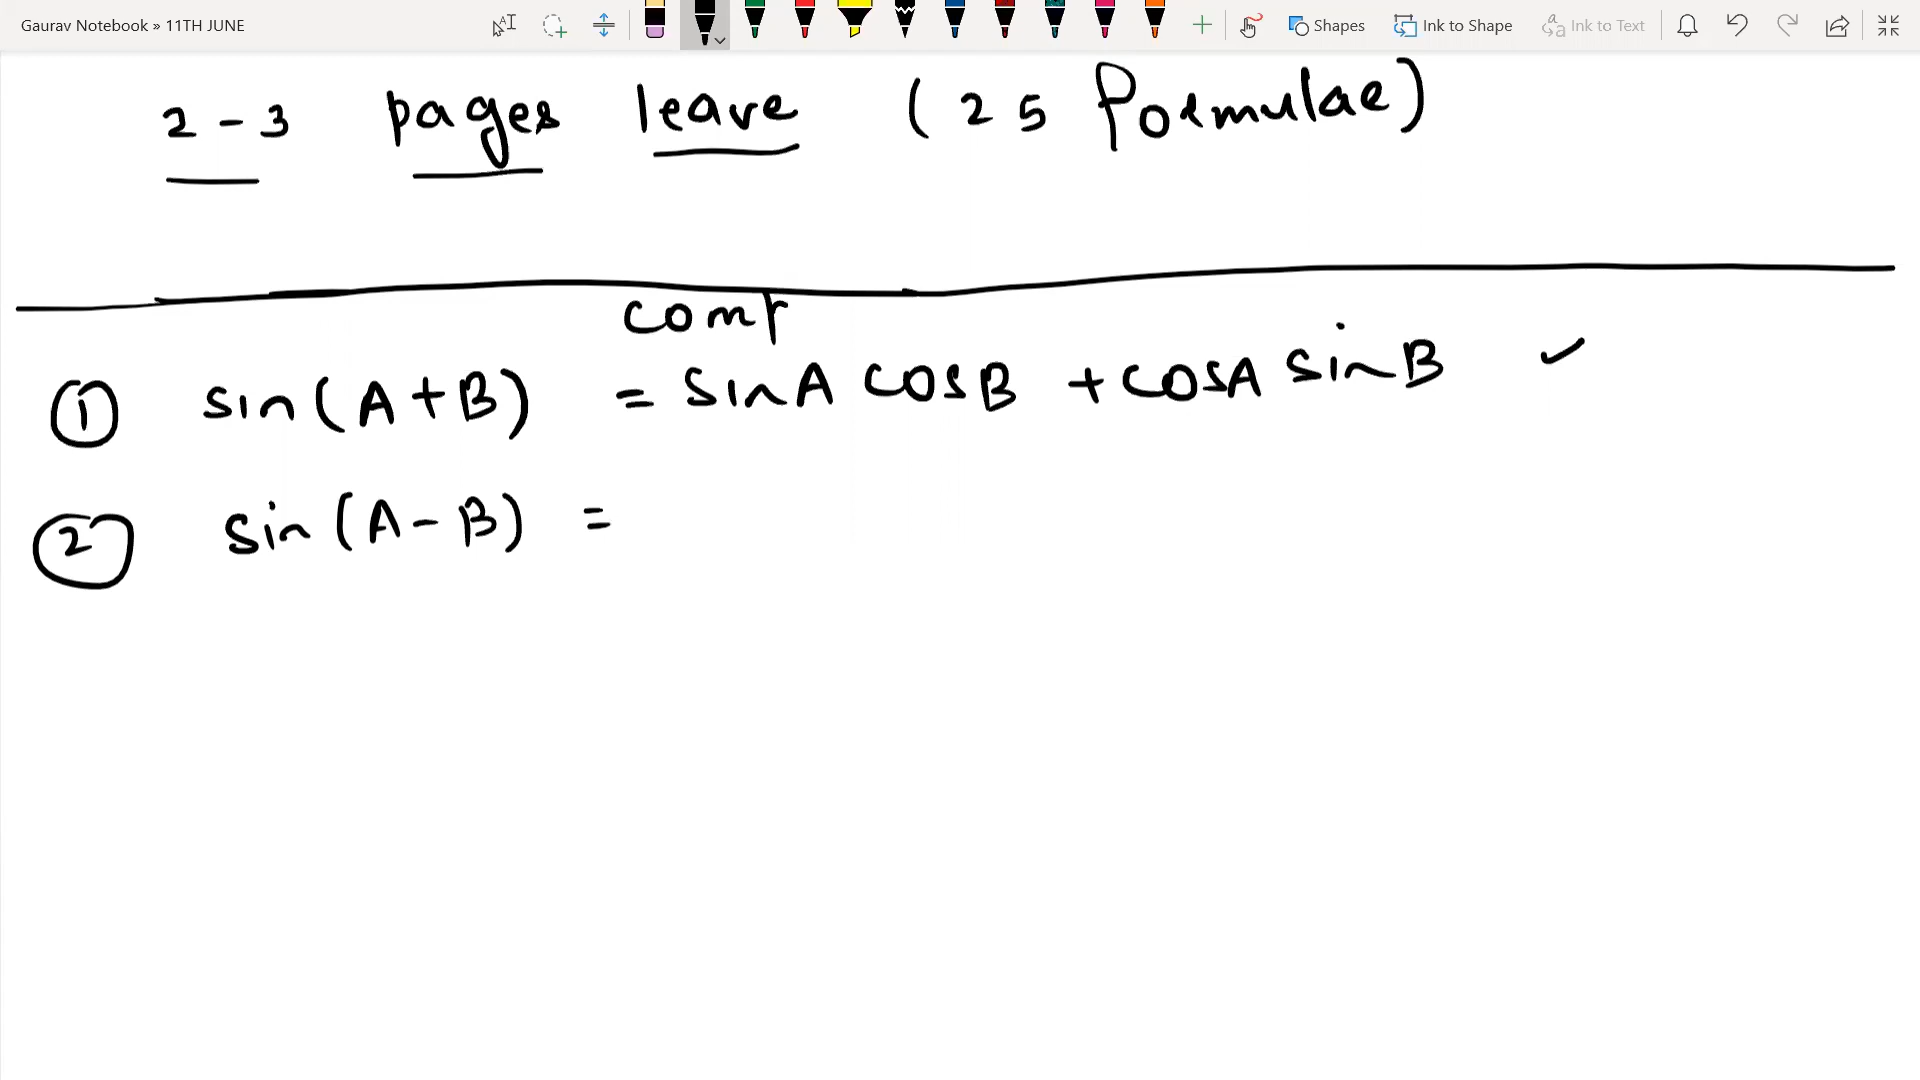 Gaurav Notebook » 11TH JUNE Shapes Ink to Shape Ink to Text
2 - 3 pages leave (25 Formulae)
comp
① sin(A+B) = sinA cosB + cosA sinB ✓
② sin(A-B) =